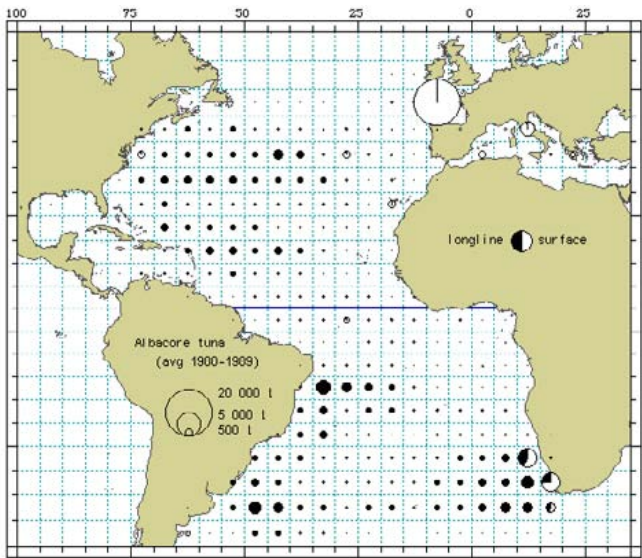 100 75 50 25 0 25
longline surface
Albacore tuna
(avg 1900-1909)
20 000 l
5 000 l
500 l